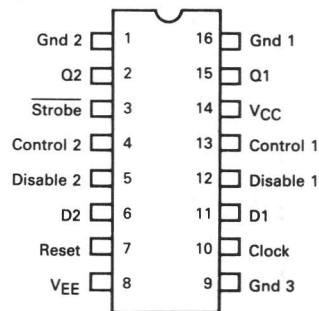 Gnd 2 1 16 Gnd 1
Q2 2 15 Q1
Strobe 3 14 VCC
Control 2 4 13 Control 1
Disable 2 5 12 Disable 1
D2 6 11 D1
Reset 7 10 Clock
VEE 8 9 Gnd 3